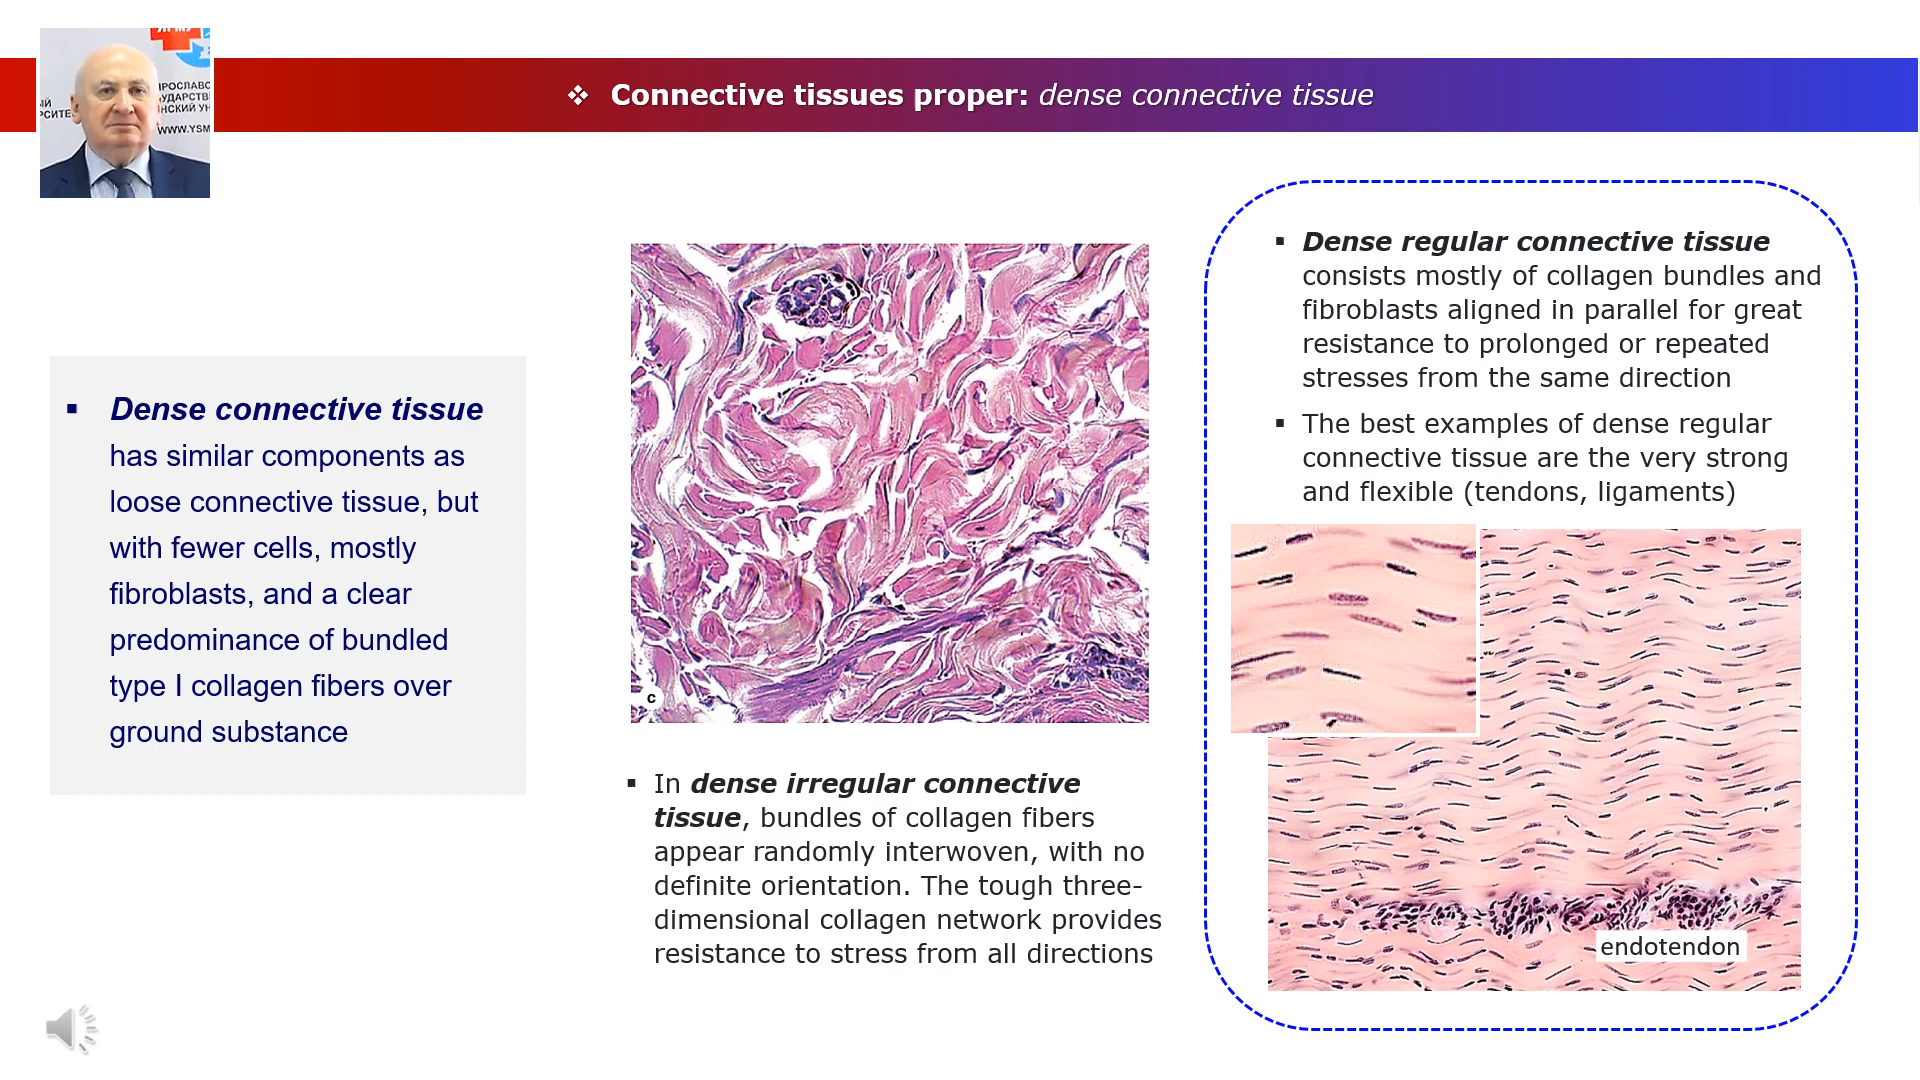 ❖ Connective tissues proper: dense connective tissue
WWW.YSM
▪ Dense connective tissue
has similar components as
loose connective tissue, but
with fewer cells, mostly
fibroblasts, and a clear
predominance of bundled
type I collagen fibers over
ground substance
c
▪ In dense irregular connective
tissue, bundles of collagen fibers
appear randomly interwoven, with no
definite orientation. The tough three-
dimensional collagen network provides
resistance to stress from all directions
▪ Dense regular connective tissue
consists mostly of collagen bundles and
fibroblasts aligned in parallel for great
resistance to prolonged or repeated
stresses from the same direction
▪ The best examples of dense regular
connective tissue are the very strong
and flexible (tendons, ligaments)
endotendon